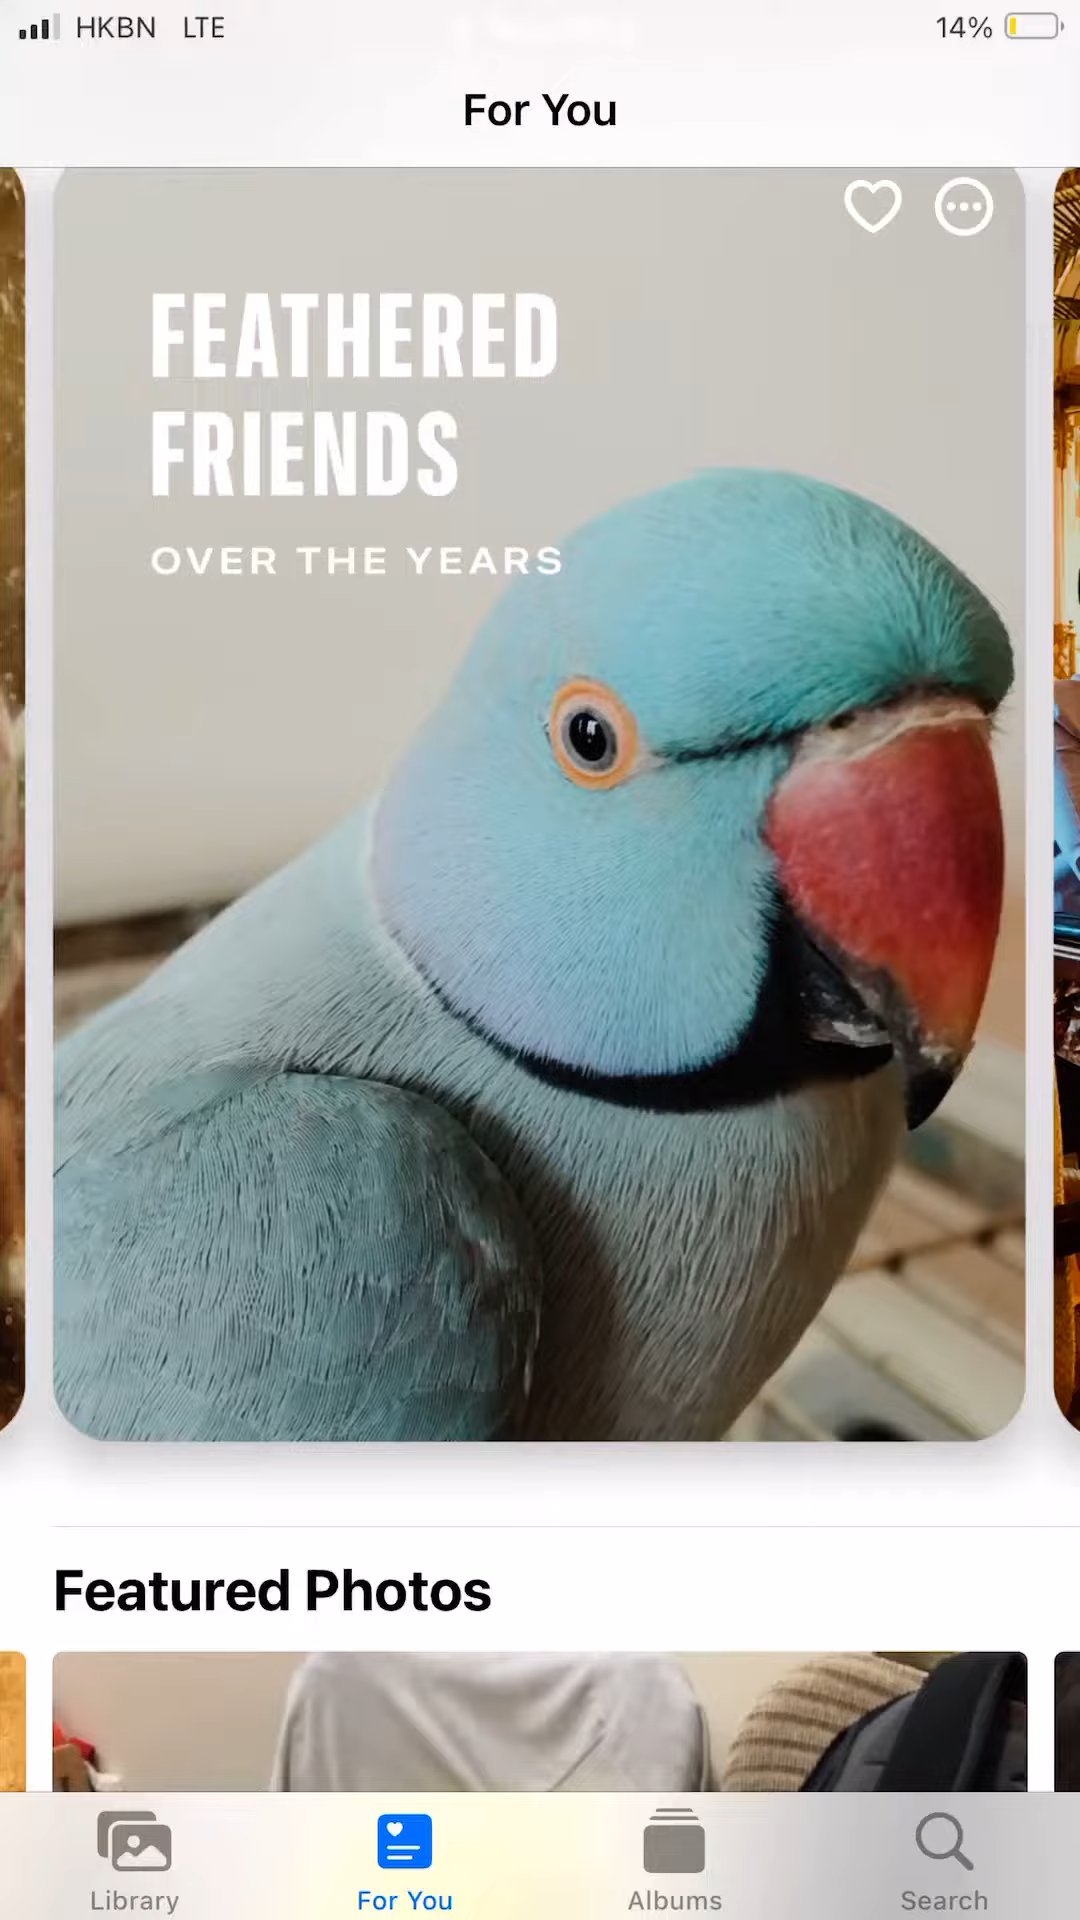 HKBN LTE 14%
For You
FEATHERED
FRIENDS
OVER THE YEARS
Featured Photos
Library For You Albums Search